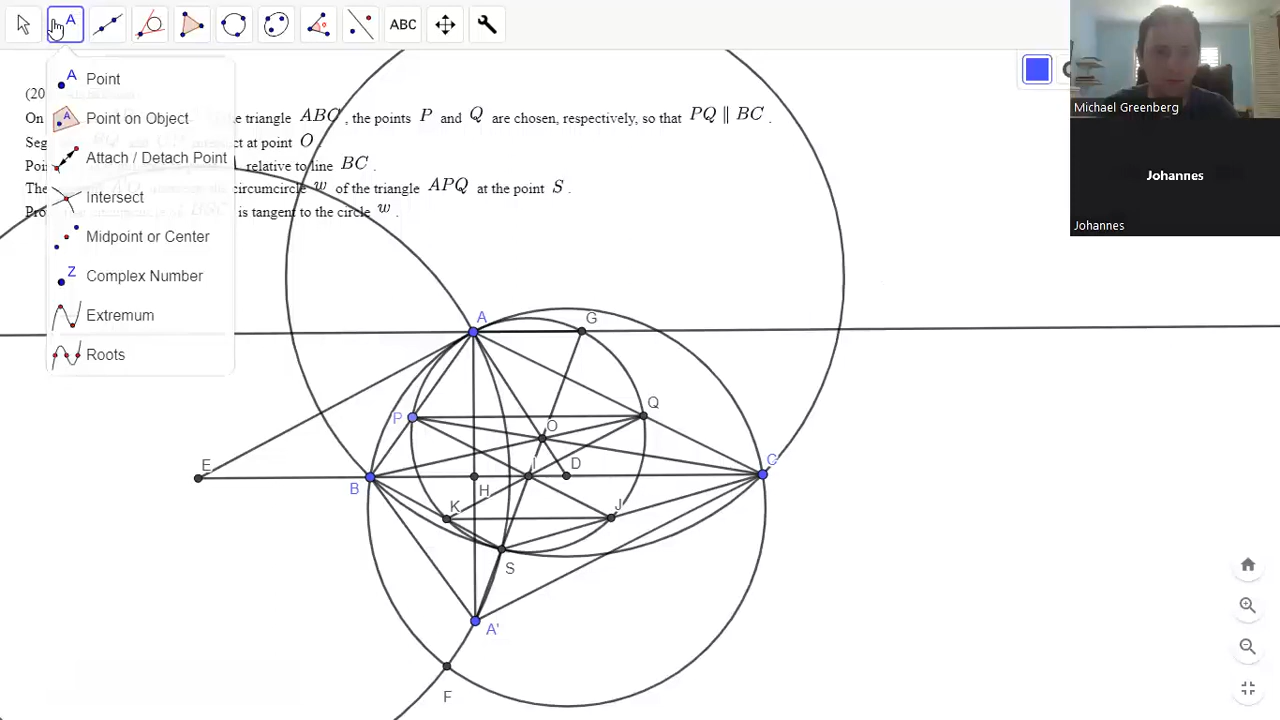 A
ABC
Point
Point on Object
Attach / Detach Point
Intersect
Midpoint or Center
Z Complex Number
Extremum
Roots
(20
On e triangle ABC , the points P and Q are chosen, respectively, so that PQ ∥ BC .
Seg ct at point O
Poin relative to line BC .
The circumcircle w of the triangle APQ at the point S .
Pro is tangent to the circle w .
Michael Greenberg
Johannes
Johannes
A
G
P
Q
O
E
B
H
I
D
C
K
J
S
A'
F